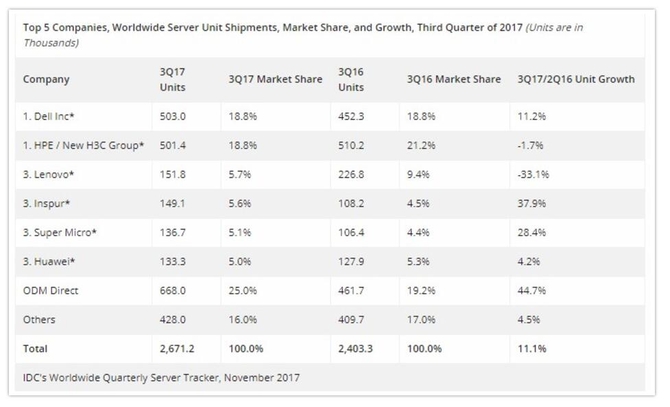 Top 5 Companies, Worldwide Server Unit Shipments, Market Share, and Growth, Third Quarter of 2017 (Units are in
Thousands)
Company 3Q17 Units 3Q17 Market Share 3Q16 Units 3Q16 Market Share 3Q17/2Q16 Unit Growth
1. Dell Inc* 503.0 18.8% 452.3 18.8% 11.2%
1. HPE / New H3C Group* 501.4 18.8% 510.2 21.2% -1.7%
3. Lenovo* 151.8 5.7% 226.8 9.4% -33.1%
3. Inspur* 149.1 5.6% 108.2 4.5% 37.9%
3. Super Micro* 136.7 5.1% 106.4 4.4% 28.4%
3. Huawei* 133.3 5.0% 127.9 5.3% 4.2%
ODM Direct 668.0 25.0% 461.7 19.2% 44.7%
Others 428.0 16.0% 409.7 17.0% 4.5%
Total 2,671.2 100.0% 2,403.3 100.0% 11.1%
IDC's Worldwide Quarterly Server Tracker, November 2017